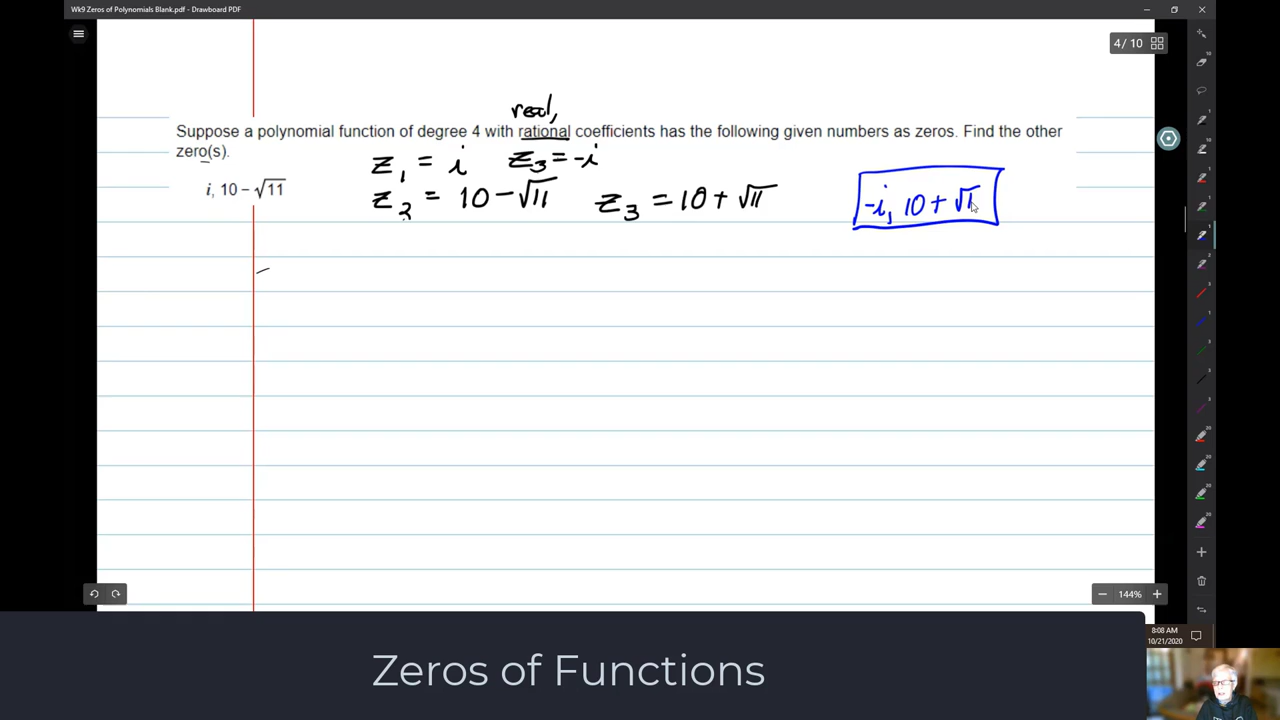 Wk9 Zeros of Polynomials Blank.pdf - Drawboard PDF
4 / 10
real,
Suppose a polynomial function of degree 4 with rational coefficients has the following given numbers as zeros. Find the other
zero(s).
z₁ = i z₃ = -i
i, 10 − √11
z₂ = 10 − √11 z₃ = 10 + √11
-i, 10 + √1
144%
8:08 AM
10/21/2020
Zeros of Functions